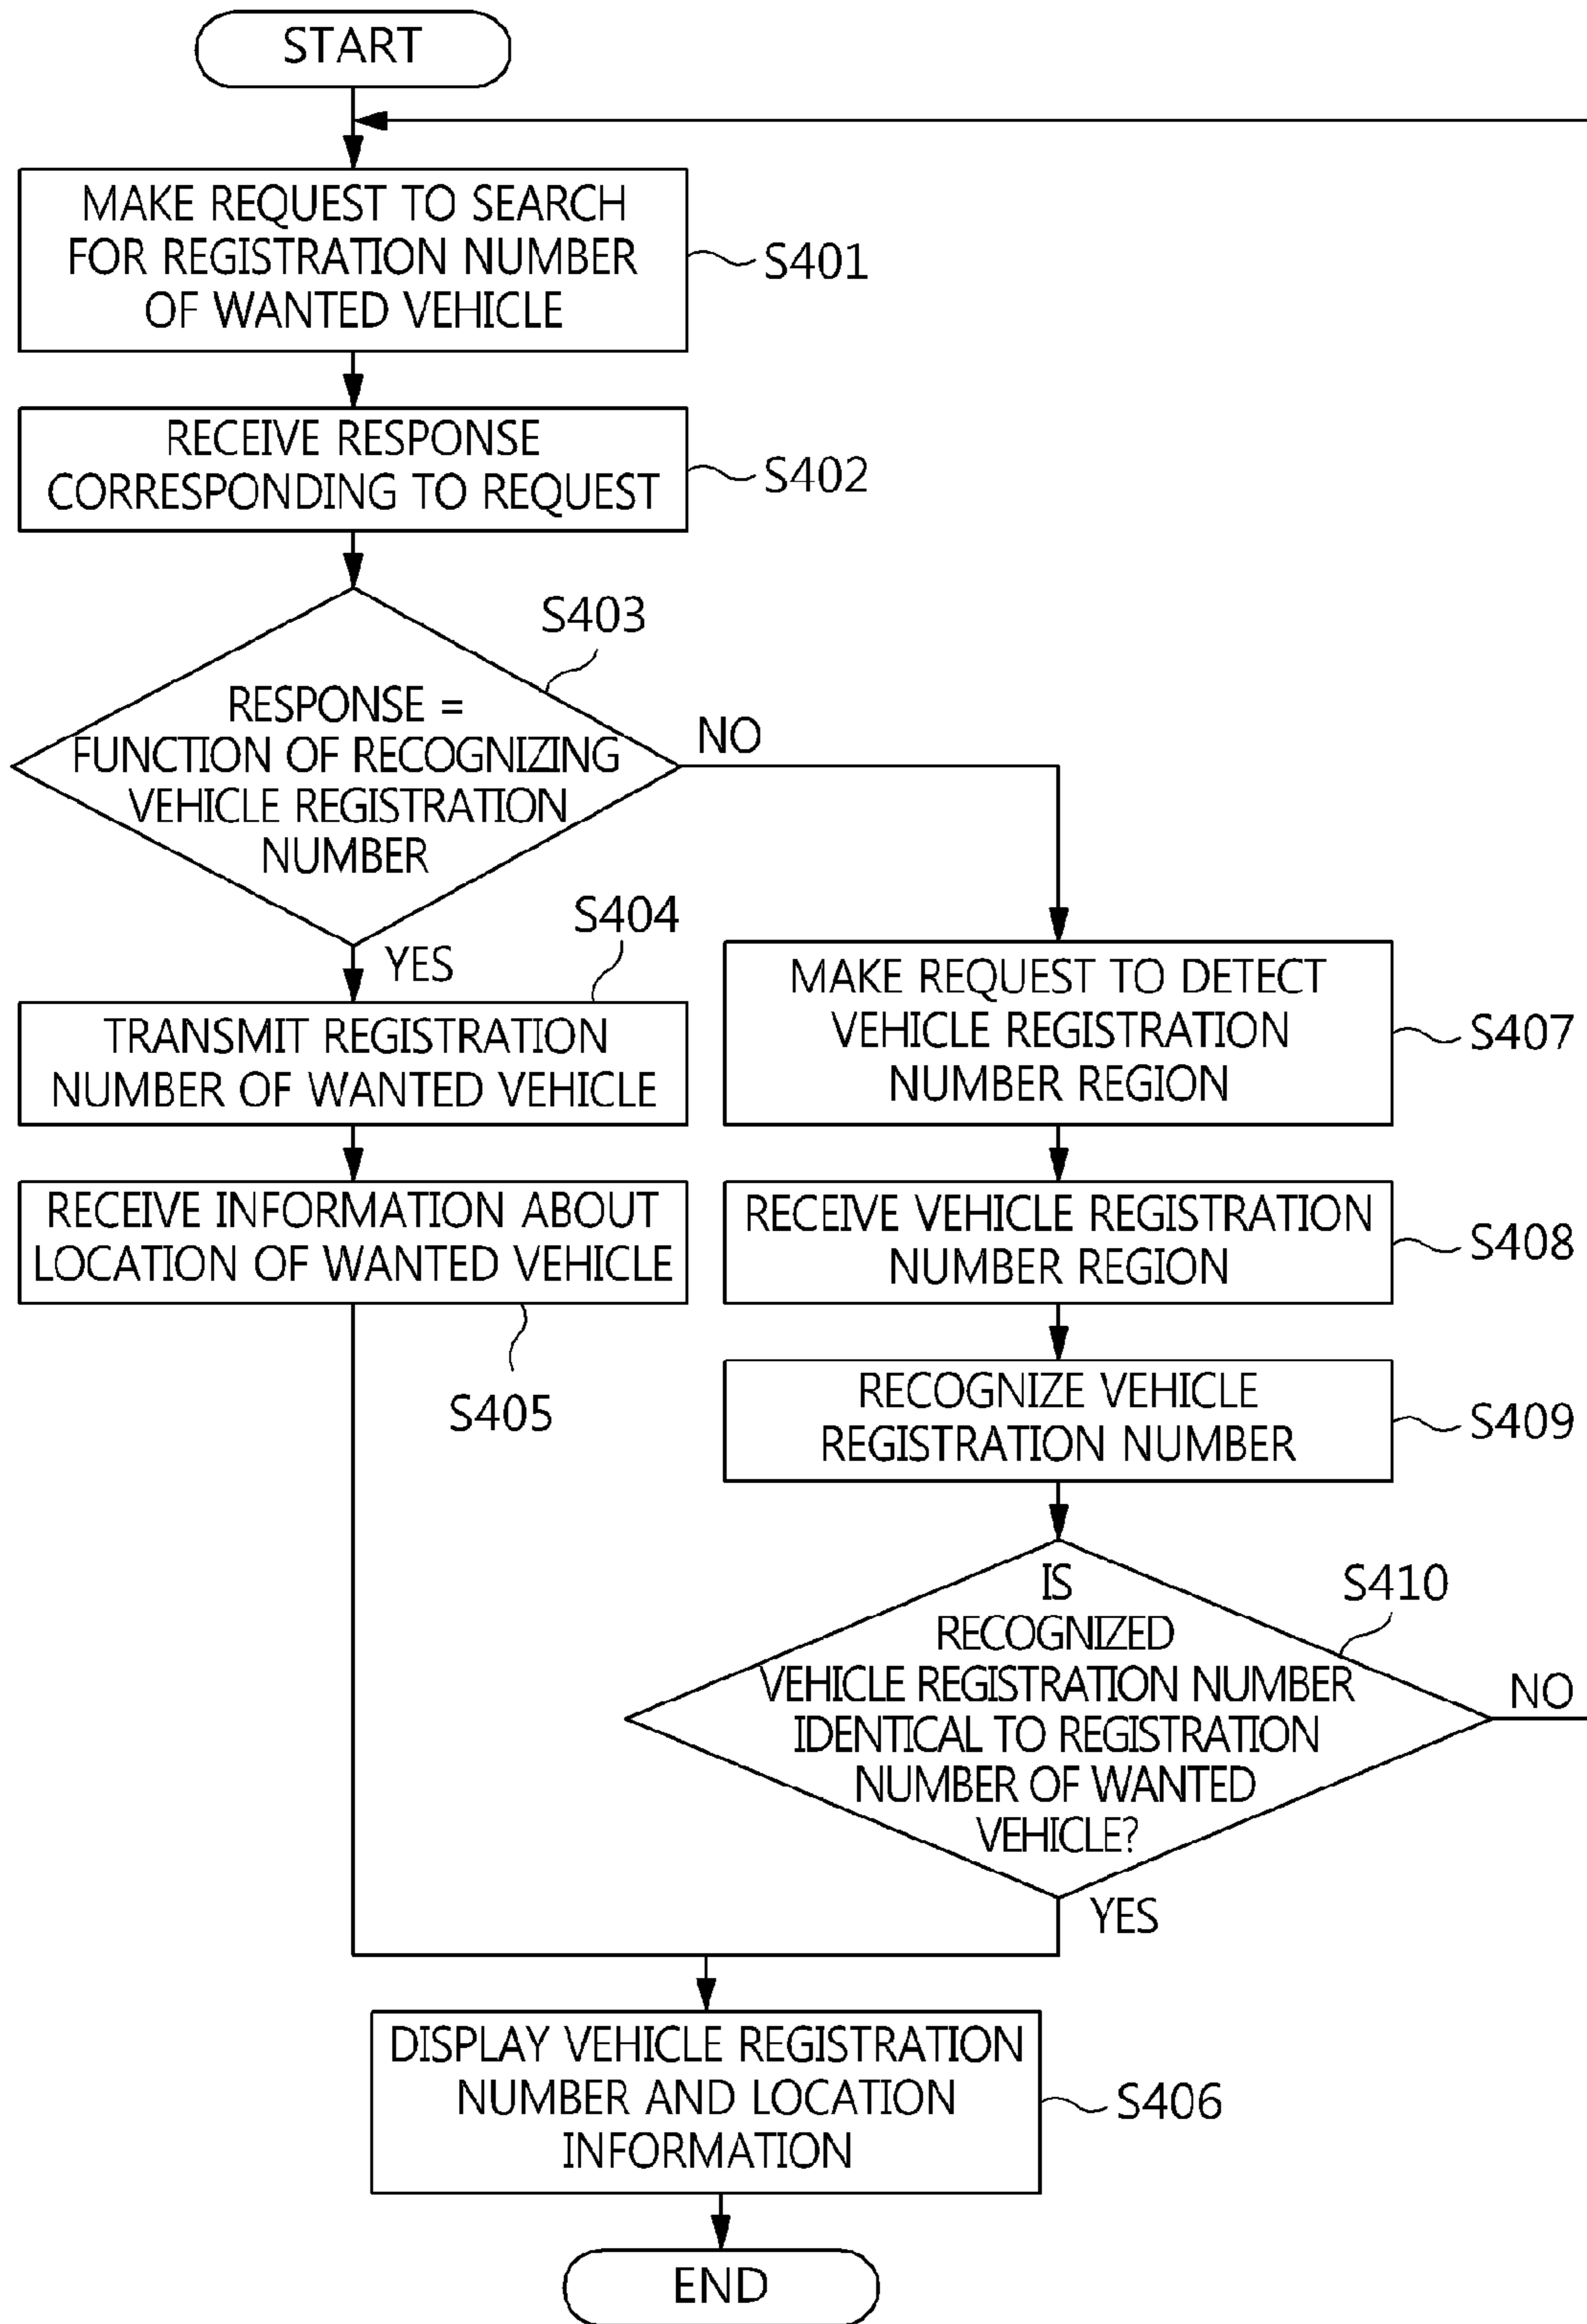 START
MAKE REQUEST TO SEARCH
FOR REGISTRATION NUMBER
OF WANTED VEHICLE
S401
RECEIVE RESPONSE
CORRESPONDING TO REQUEST
S402
S403
RESPONSE =
FUNCTION OF RECOGNIZING
VEHICLE REGISTRATION
NUMBER
NO
YES
S404
TRANSMIT REGISTRATION
NUMBER OF WANTED VEHICLE
RECEIVE INFORMATION ABOUT
LOCATION OF WANTED VEHICLE
S405
MAKE REQUEST TO DETECT
VEHICLE REGISTRATION
NUMBER REGION
S407
RECEIVE VEHICLE REGISTRATION
NUMBER REGION
S408
RECOGNIZE VEHICLE
REGISTRATION NUMBER
S409
IS
RECOGNIZED
VEHICLE REGISTRATION NUMBER
IDENTICAL TO REGISTRATION
NUMBER OF WANTED
VEHICLE?
S410
NO
YES
DISPLAY VEHICLE REGISTRATION
NUMBER AND LOCATION
INFORMATION
S406
END